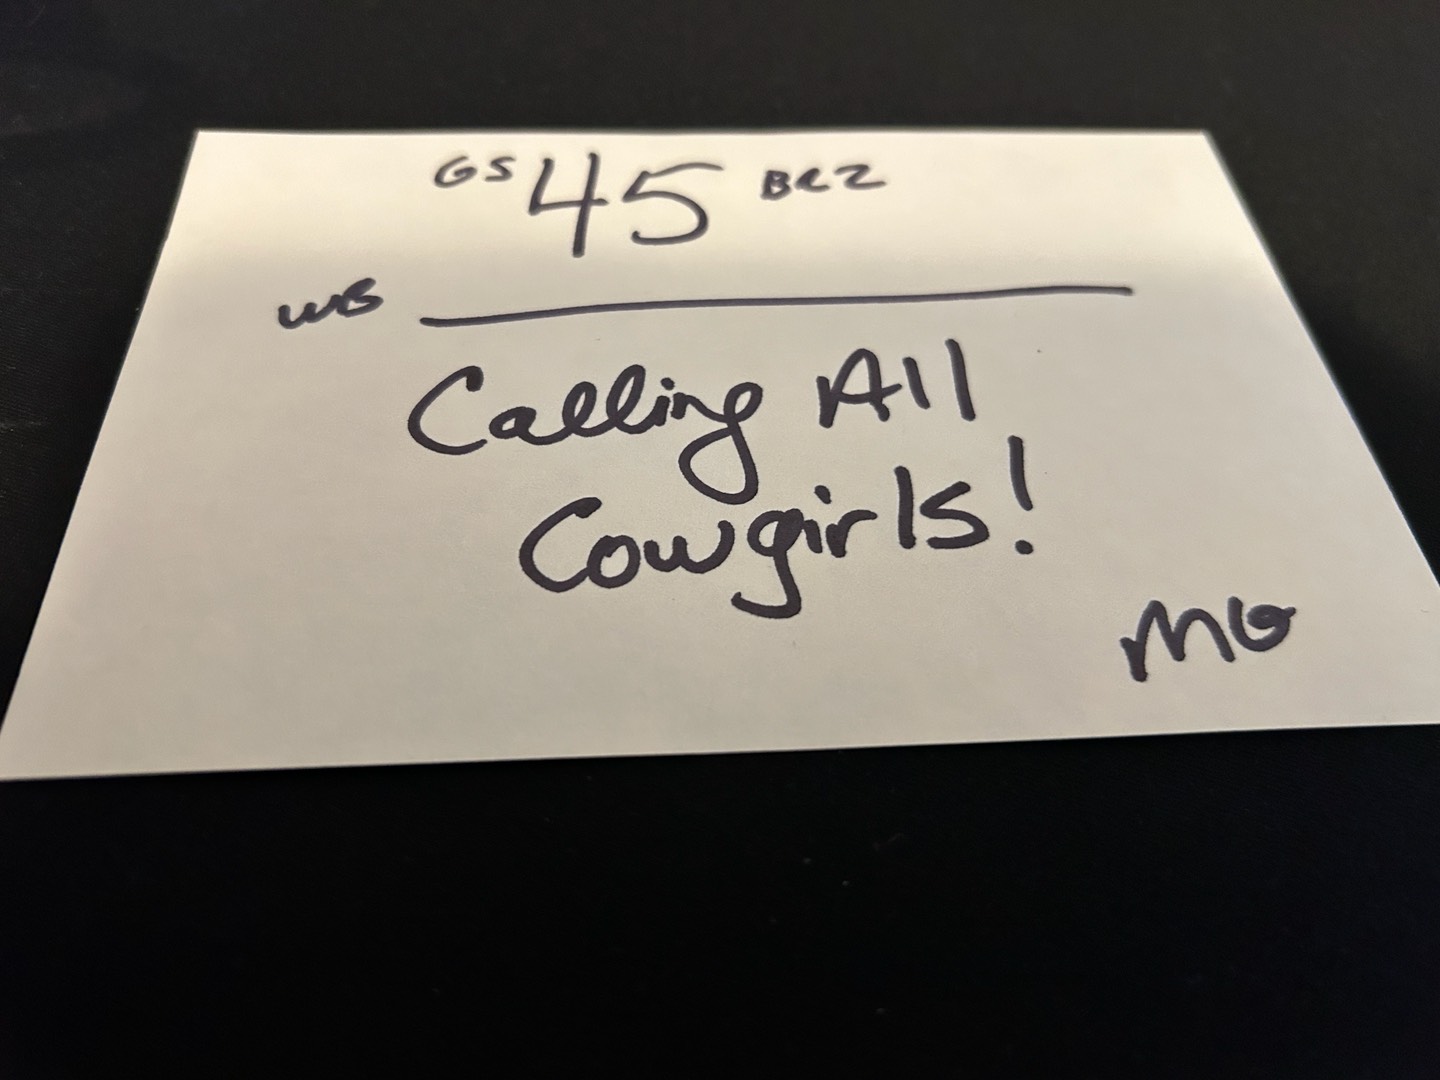 GS 45 BRZ
WB
Calling All
Cowgirls!
MG